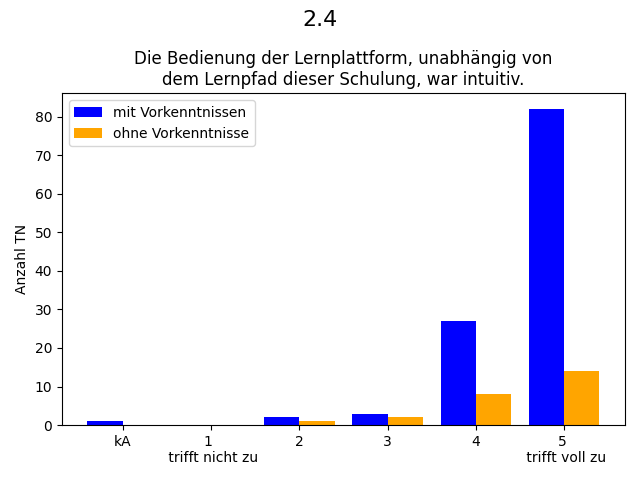 2.4
Die Bedienung der Lernplattform, unabhängig von
dem Lernpfad dieser Schulung, war intuitiv.
mit Vorkenntnissen
ohne Vorkenntnisse
Anzahl TN
80
70
60
50
40
30
20
10
0
kA 1 2 3 4 5
trifft nicht zu trifft voll zu